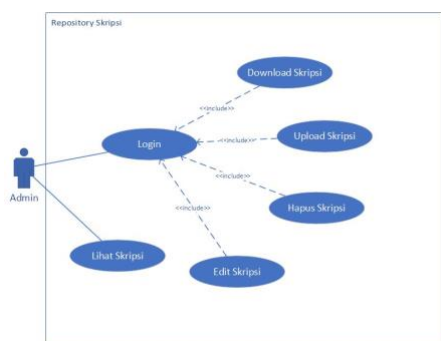 Repository Skripsi
Download Skripsi
<<include>>
Upload Skripsi
<<include>>
Login
<<include>>
Admin
<<include>>
Hapus Skripsi
Lihat Skripsi
Edit Skripsi